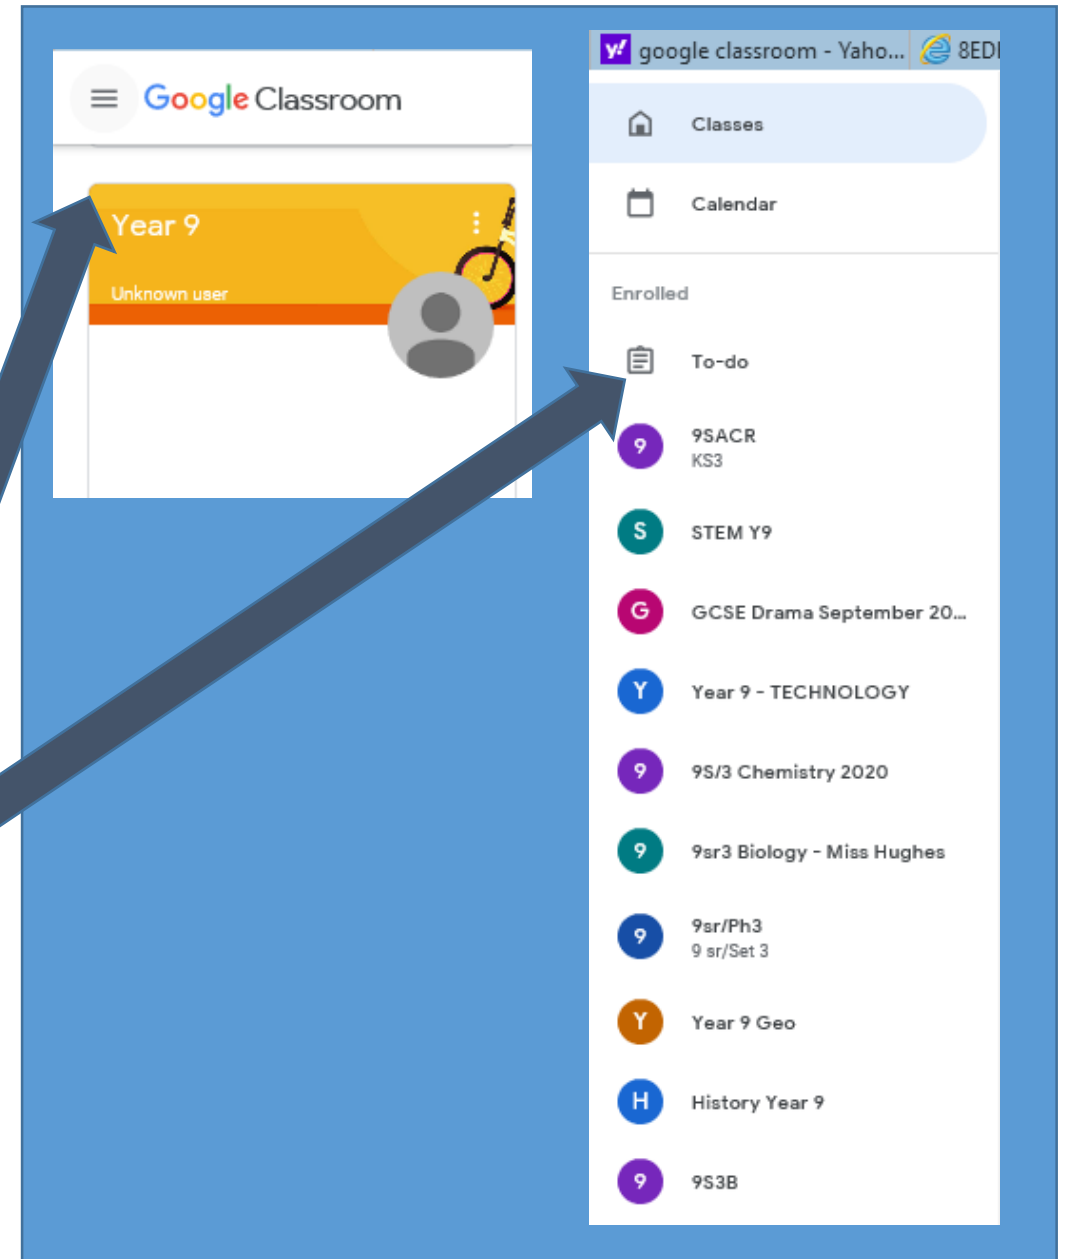 Google Classroom
Year 9
Unknown user
google classroom - Yaho...
Classes
Calendar
Enrolled
To-do
9
9SACR
KS3
S
STEM Y9
G
GCSE Drama September 20...
Y
Year 9 - TECHNOLOGY
9
9S/3 Chemistry 2020
9
9sr3 Biology - Miss Hughes
9
9sr/Ph3
9 sr/Set 3
Y
Year 9 Geo
H
History Year 9
9
9S3B